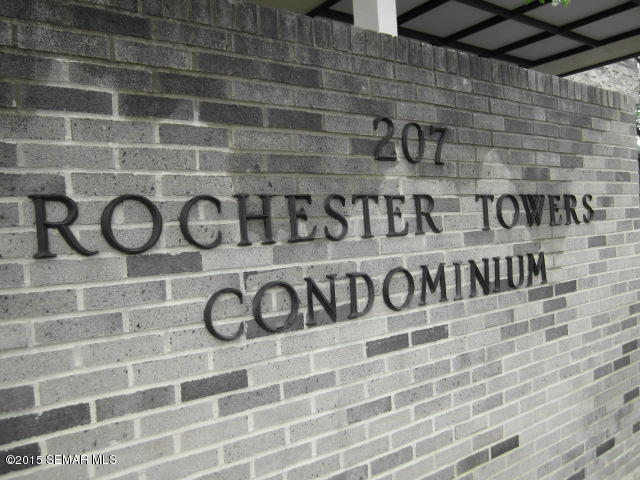 207
ROCHESTER TOWERS
CONDOMINIUM
©2015 SEMAR MLS